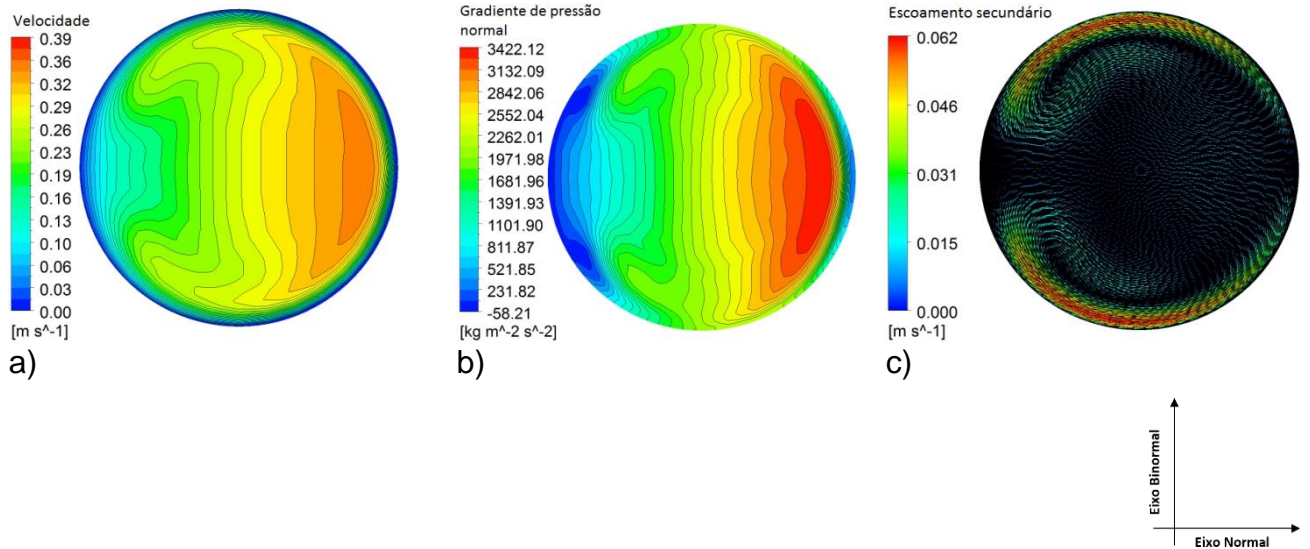 Velocidade
0.39
0.36
0.32
0.29
0.26
0.23
0.19
0.16
0.13
0.10
0.06
0.03
0.00
[m s^-1]
a)
Gradiente de pressão
normal
3422.12
3132.09
2842.06
2552.04
2262.01
1971.98
1681.96
1391.93
1101.90
811.87
521.85
231.82
-58.21
[kg m^-2 s^-2]
b)
Escoamento secundário
0.062
0.046
0.031
0.015
0.000
[m s^-1]
c)
Eixo Binormal
Eixo Normal